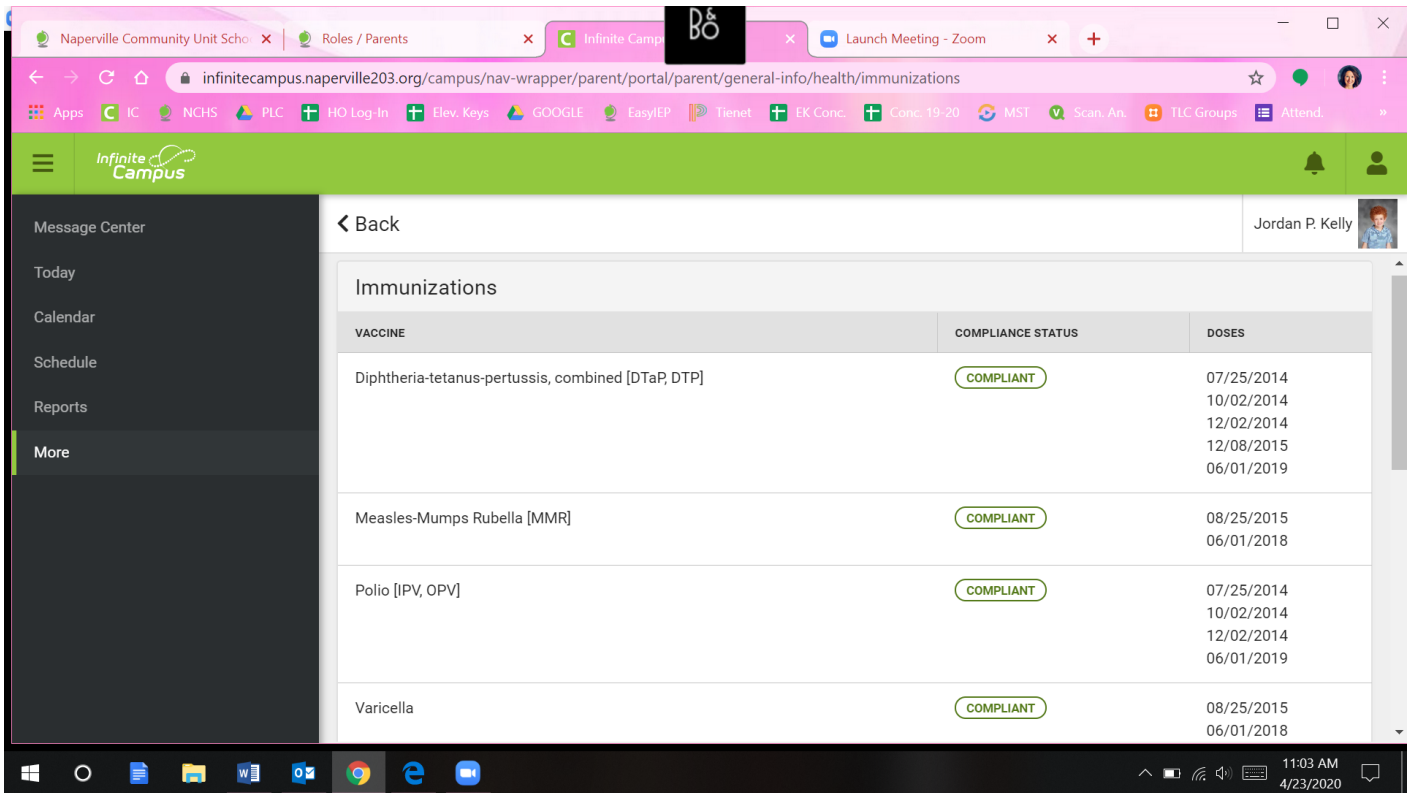 B&O
Naperville Community Unit Scho
Roles / Parents
Infinite Camp
Launch Meeting - Zoom
infinitecampus.naperville203.org/campus/nav-wrapper/parent/portal/parent/general-info/health/immunizations
Apps IC NCHS PLC HO Log-In Elev. Keys GOOGLE EasyIEP Tienet EK Conc. Conc. 19-20 MST Scan. An. TLC Groups Attend. »
Infinite
Campus
Message Center
Today
Calendar
Schedule
Reports
More
Back
Jordan P. Kelly
Immunizations
VACCINE COMPLIANCE STATUS DOSES
Diphtheria-tetanus-pertussis, combined [DTaP, DTP] COMPLIANT 07/25/2014
10/02/2014
12/02/2014
12/08/2015
06/01/2019
Measles-Mumps Rubella [MMR] COMPLIANT 08/25/2015
06/01/2018
Polio [IPV, OPV] COMPLIANT 07/25/2014
10/02/2014
12/02/2014
06/01/2019
Varicella COMPLIANT 08/25/2015
06/01/2018
11:03 AM
4/23/2020